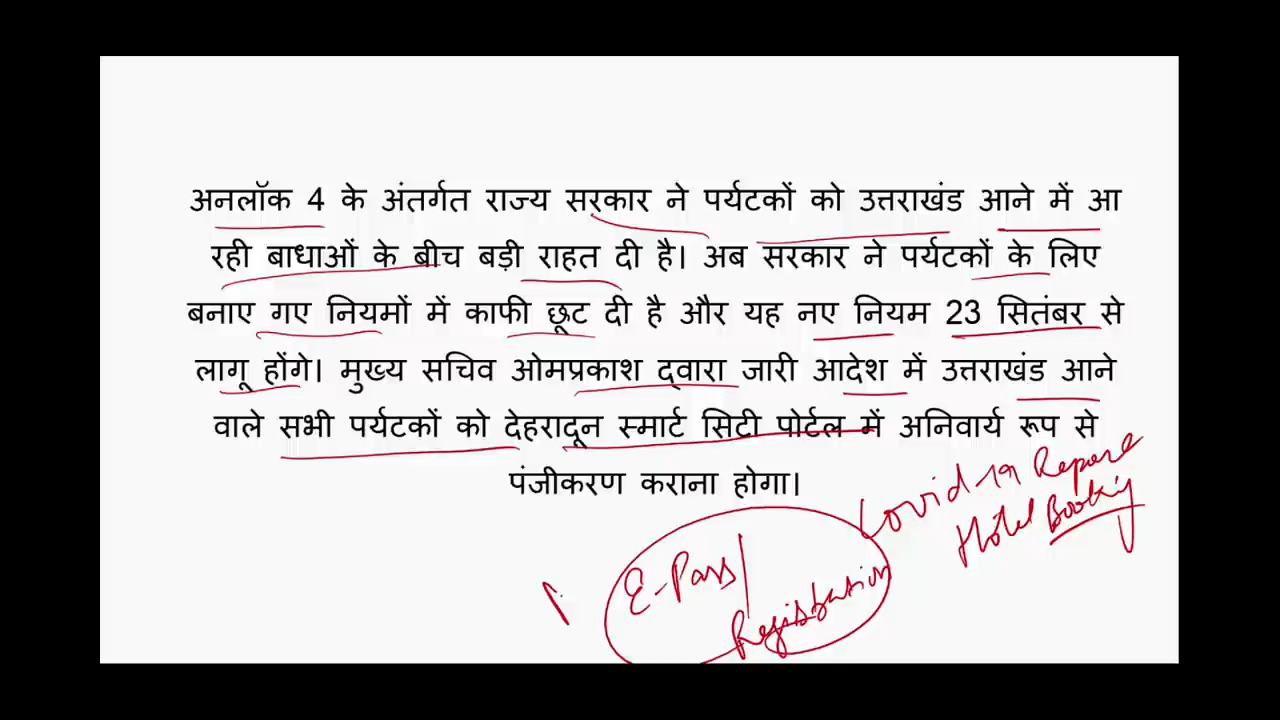 अनलॉक 4 के अंतर्गत राज्य सरकार ने पर्यटकों को उत्तराखंड आने में आ
रही बाधाओं के बीच बड़ी राहत दी है। अब सरकार ने पर्यटकों के लिए
बनाए गए नियमों में काफी छूट दी है और यह नए नियम 23 सितंबर से
लागू होंगे। मुख्य सचिव ओमप्रकाश द्वारा जारी आदेश में उत्तराखंड आने
वाले सभी पर्यटकों को देहरादून स्मार्ट सिटी पोर्टल में अनिवार्य रूप से
पंजीकरण कराना होगा।
Covid-19 Report
Hotel Booking
E-Pass/
Registration